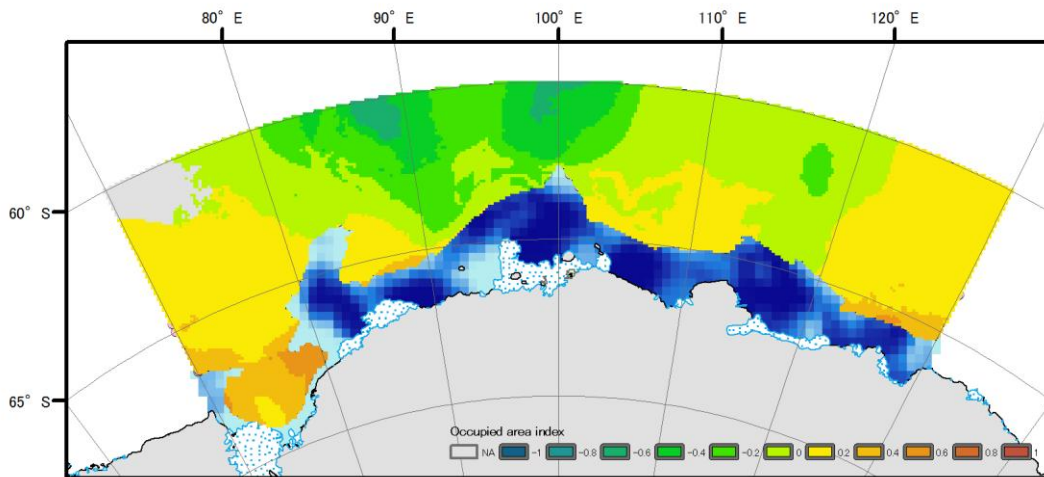 80° E 90° E 100° E 110° E 120° E
60° S
65° S
Occupied area index
NA -1 -0.8 -0.6 -0.4 -0.2 0 0.2 0.4 0.6 0.8 1